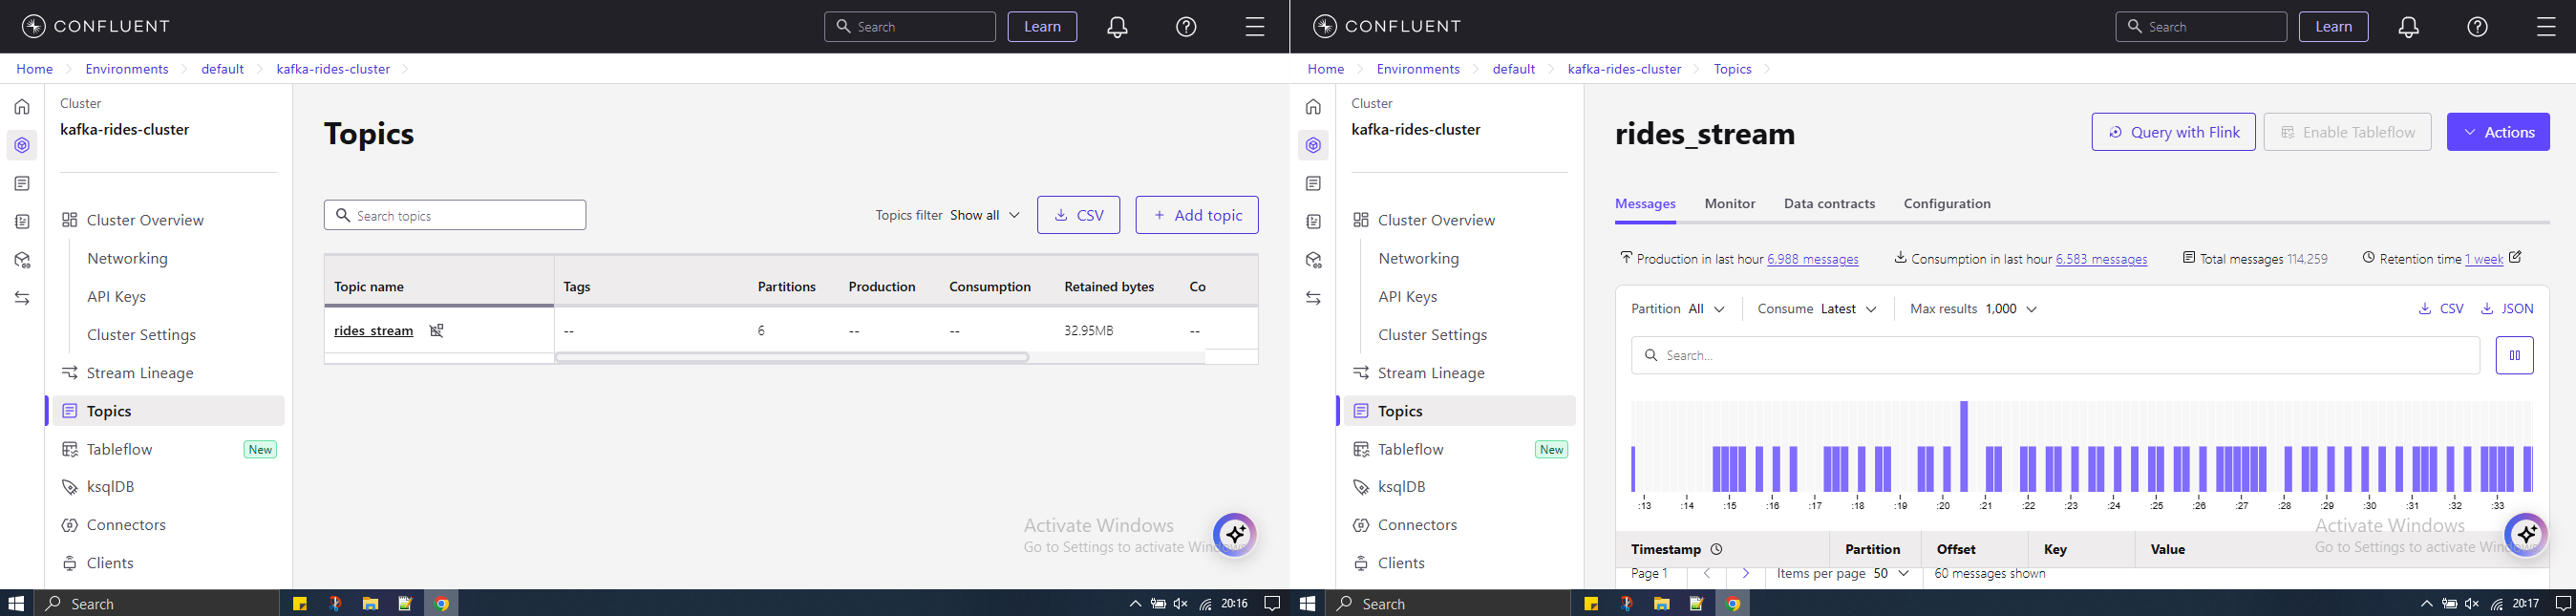 CONFLUENT
Search
Learn
Home
Environments
default
kafka-rides-cluster
Cluster
kafka-rides-cluster
Cluster Overview
Networking
API Keys
Cluster Settings
Stream Lineage
Topics
Tableflow
New
ksqlDB
Connectors
Clients
Topics
Search topics
Topics filter Show all
CSV
+ Add topic
Topic name Tags Partitions Production Consumption Retained bytes Co
rides_stream -- 6 -- -- 32.95MB --
Activate Windows
Go to Settings to activate Windows
Search
20:16
CONFLUENT
Search
Learn
Home
Environments
default
kafka-rides-cluster
Topics
Cluster
kafka-rides-cluster
Cluster Overview
Networking
API Keys
Cluster Settings
Stream Lineage
Topics
Tableflow
New
ksqlDB
Connectors
Clients
rides_stream
Query with Flink
Enable Tableflow
Actions
Messages Monitor Data contracts Configuration
Production in last hour 6,988 messages Consumption in last hour 6,583 messages Total messages 114,259 Retention time 1 week
Partition All Consume Latest Max results 1,000
CSV JSON
Search...
:13 :14 :15 :16 :17 :18 :19 :20 :21 :22 :23 :24 :25 :26 :27 :28 :29 :30 :31 :32 :33
Activate Windows
Go to Settings to activate Windows
Timestamp Partition Offset Key Value
Page 1 Items per page 50 60 messages shown
Search
20:17